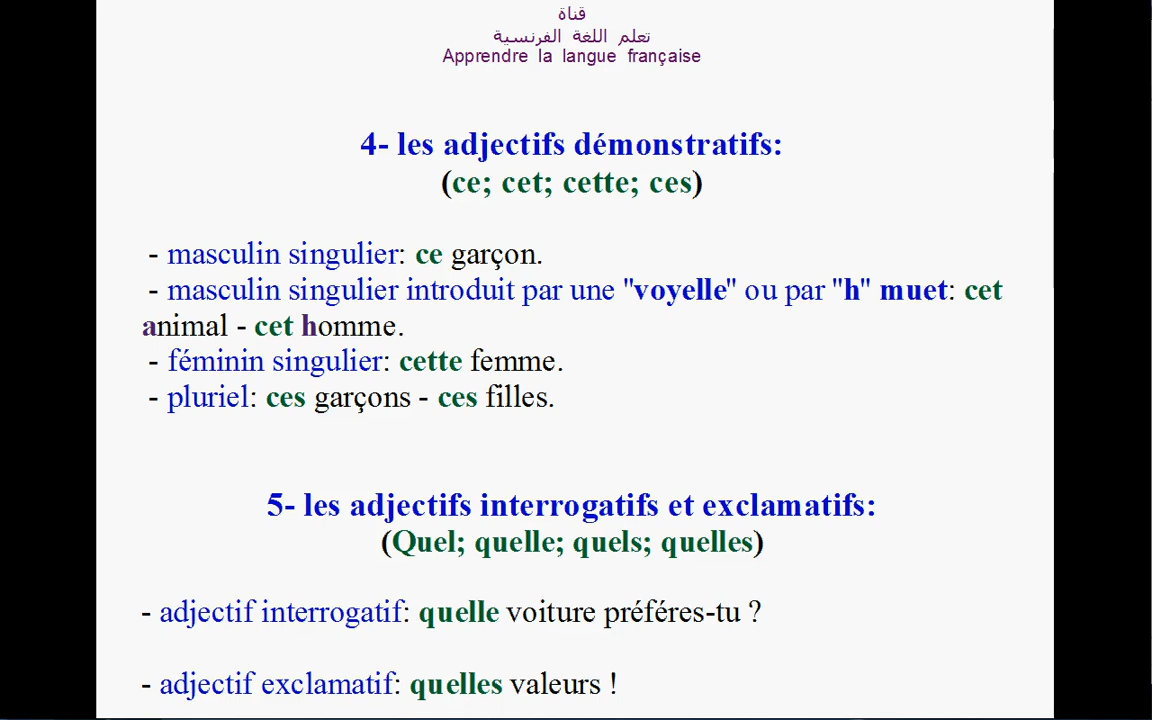 قناة
تعلم اللغة الفرنسية
Apprendre la langue française
4- les adjectifs démonstratifs:
(ce; cet; cette; ces)
- masculin singulier: ce garçon.
- masculin singulier introduit par une "voyelle" ou par "h" muet: cet
animal - cet homme.
- féminin singulier: cette femme.
- pluriel: ces garçons - ces filles.
5- les adjectifs interrogatifs et exclamatifs:
(Quel; quelle; quels; quelles)
- adjectif interrogatif: quelle voiture préféres-tu ?
- adjectif exclamatif: quelles valeurs !